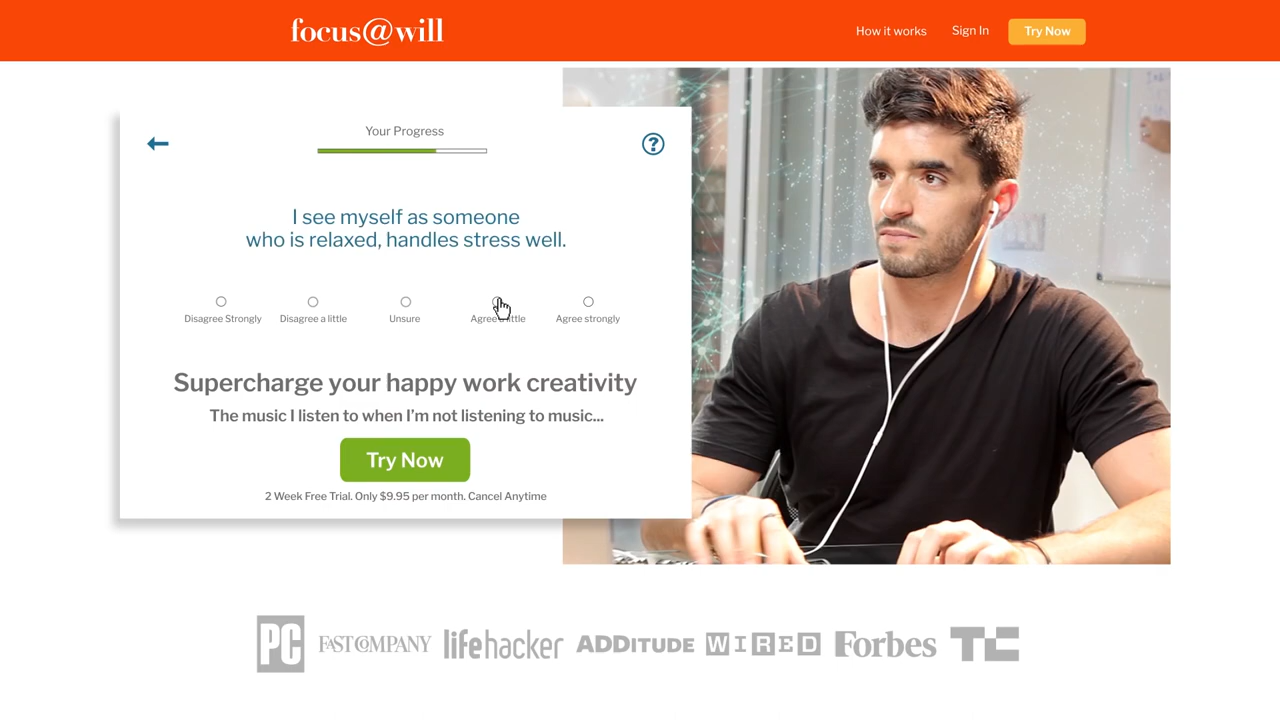 focus@will
How it works
Sign In
Try Now
Your Progress
?
I see myself as someone
who is relaxed, handles stress well.
Disagree Strongly
Disagree a little
Unsure
Agree a little
Agree strongly
Supercharge your happy work creativity
The music I listen to when I'm not listening to music...
Try Now
2 Week Free Trial. Only $9.95 per month. Cancel Anytime
PC
FAST COMPANY
lifehacker
ADDitude
WIRED
Forbes
TC